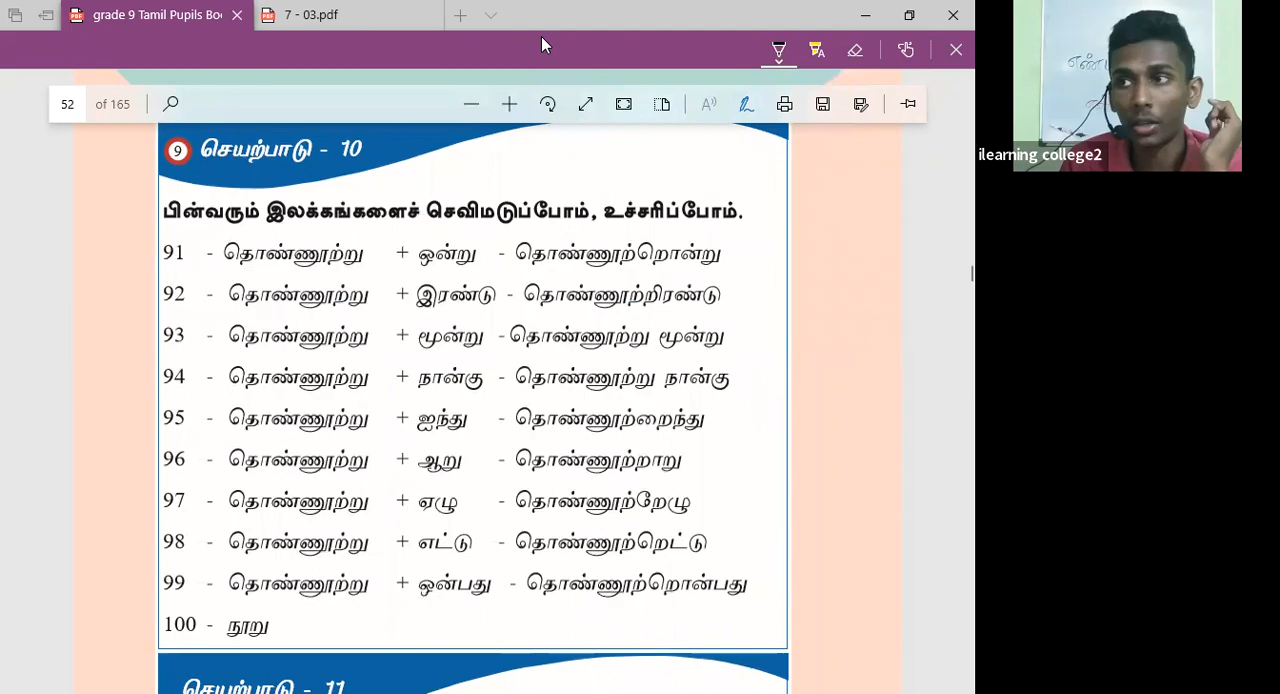 grade 9 Tamil Pupils Boo
7 - 03.pdf
52 of 165
9 செயற்பாடு - 10
பின்வரும் இலக்கங்களைச் செவிமடுப்போம், உச்சரிப்போம்.
91 - தொண்ணூற்று + ஒன்று - தொண்ணூற்றொன்று
92 - தொண்ணூற்று + இரண்டு - தொண்ணூற்றிரண்டு
93 - தொண்ணூற்று + மூன்று - தொண்ணூற்று மூன்று
94 - தொண்ணூற்று + நான்கு - தொண்ணூற்று நான்கு
95 - தொண்ணூற்று + ஐந்து - தொண்ணூற்றைந்து
96 - தொண்ணூற்று + ஆறு - தொண்ணூற்றாறு
97 - தொண்ணூற்று + ஏழு - தொண்ணூற்றேழு
98 - தொண்ணூற்று + எட்டு - தொண்ணூற்றெட்டு
99 - தொண்ணூற்று + ஒன்பது - தொண்ணூற்றொன்பது
100 - நூறு
செயற்பாடு - 11
ilearning college2